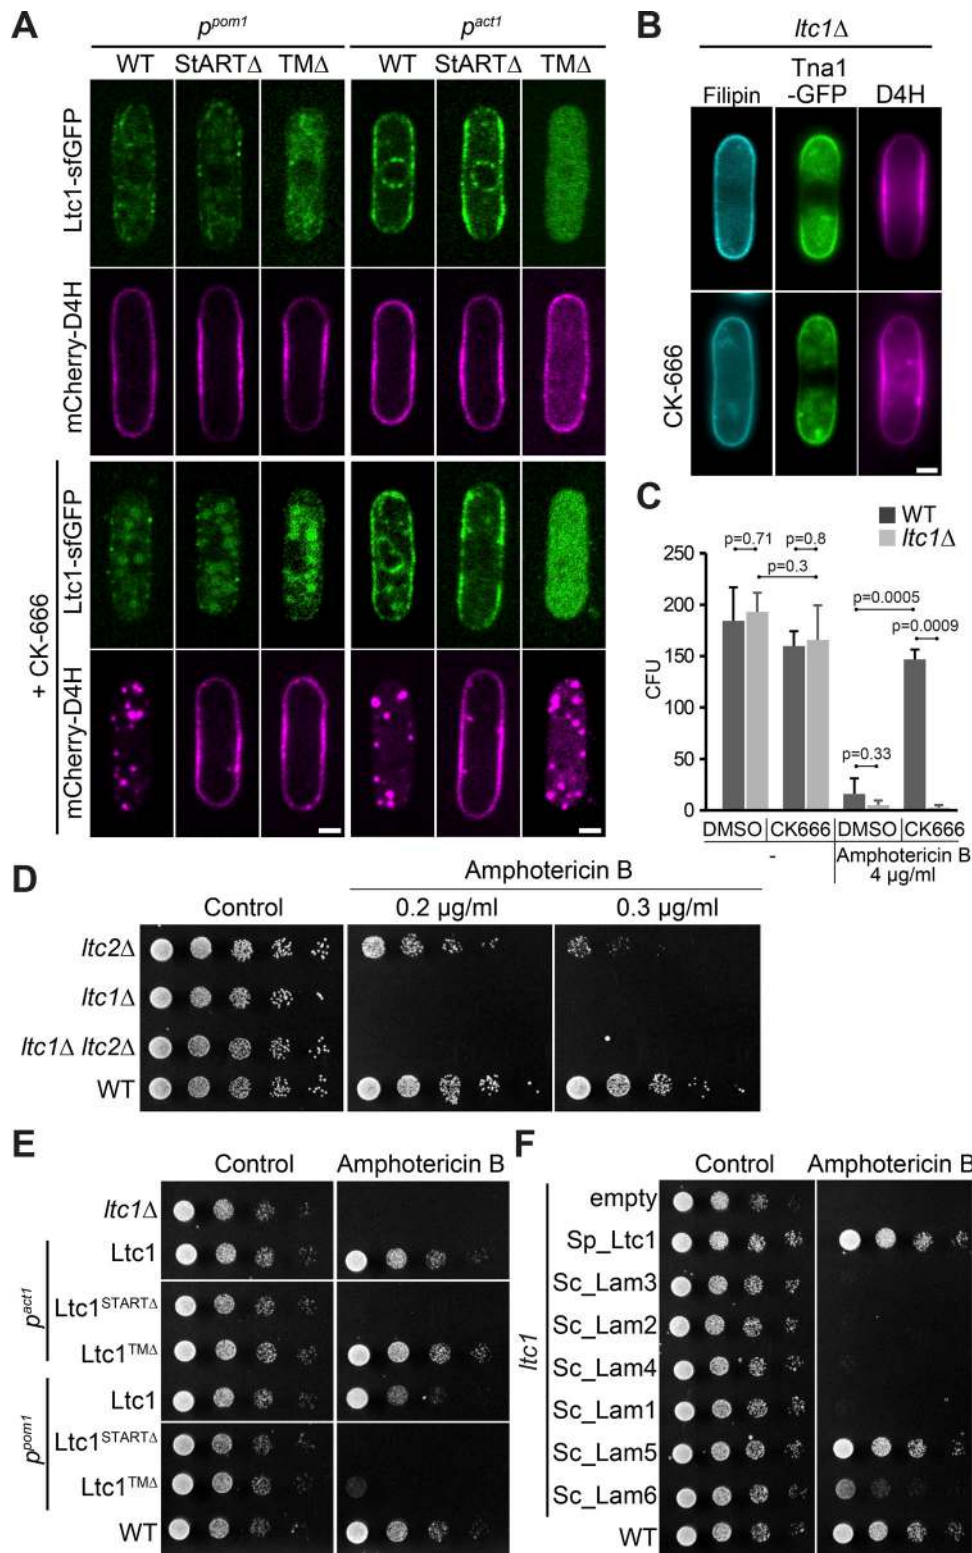 A
p^pom1 p^act1
WT StARTΔ TMΔ WT StARTΔ TMΔ
Ltc1-sfGFP
mCherry-D4H
+ CK-666
Ltc1-sfGFP
mCherry-D4H
B
ltc1Δ
Filipin Tna1
-GFP D4H
CK-666
C
WT
ltc1Δ
250
200
150
100
50
0
CFU
p=0.71 p=0.8
p=0.3
p=0.0005
p=0.0009
p=0.33
DMSO CK666 DMSO CK666
- Amphotericin B
4 µg/ml
D
Amphotericin B
Control 0.2 µg/ml 0.3 µg/ml
ltc2Δ
ltc1Δ
ltc1Δ ltc2Δ
WT
E
Control Amphotericin B
ltc1Δ
p^act1
Ltc1
Ltc1^STARTΔ
Ltc1^TMΔ
p^pom1
Ltc1
Ltc1^STARTΔ
Ltc1^TMΔ
WT
F
Control Amphotericin B
ltc1
empty
Sp_Ltc1
Sc_Lam3
Sc_Lam2
Sc_Lam4
Sc_Lam1
Sc_Lam5
Sc_Lam6
WT